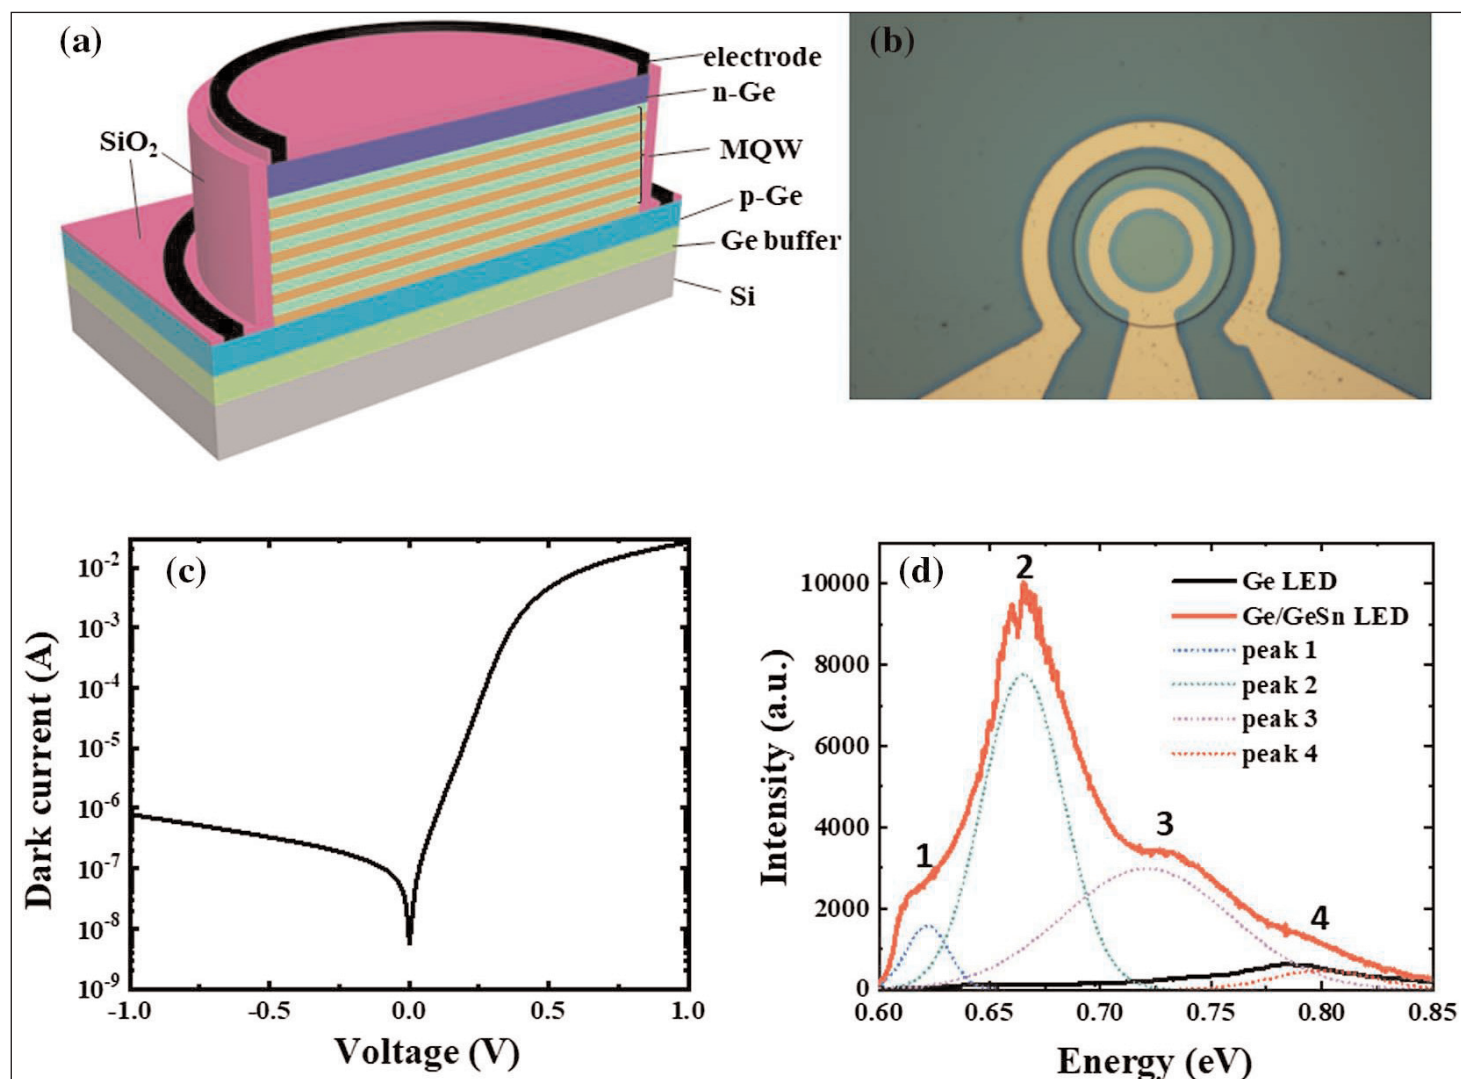 (a)
electrode
n-Ge
SiO2
MQW
p-Ge
Ge buffer
Si
(b)
(c)
Dark current (A)
10-2
10-3
10-4
10-5
10-6
10-7
10-8
10-9
-1.0 -0.5 0.0 0.5 1.0
Voltage (V)
(d)
Intensity (a.u.)
10000
8000
6000
4000
2000
0
0.60 0.65 0.70 0.75 0.80 0.85
Energy (eV)
1
2
3
4
Ge LED
Ge/GeSn LED
peak 1
peak 2
peak 3
peak 4